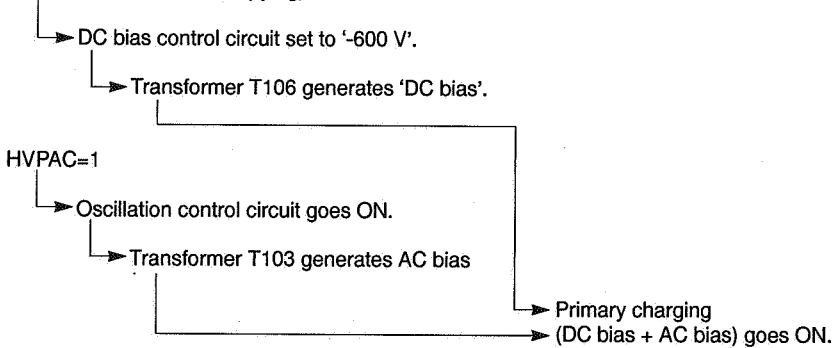 DC bias control circuit set to '-600 V'.
Transformer T106 generates 'DC bias'.
HVPAC=1
Oscillation control circuit goes ON.
Transformer T103 generates AC bias
Primary charging
(DC bias + AC bias) goes ON.